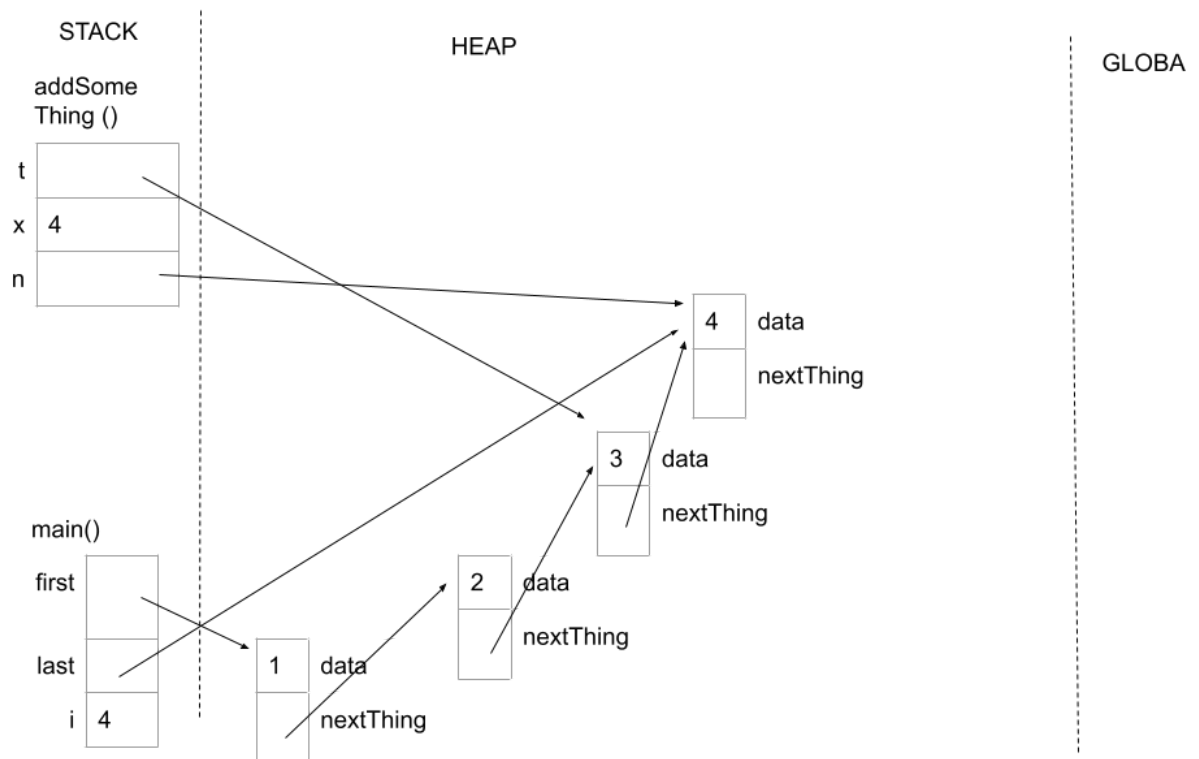 STACK
HEAP
GLOBA
addSome
Thing ()
t
x 4
n
4 data
nextThing
3 data
nextThing
main()
first
2 data
nextThing
last
1 data
i 4
nextThing